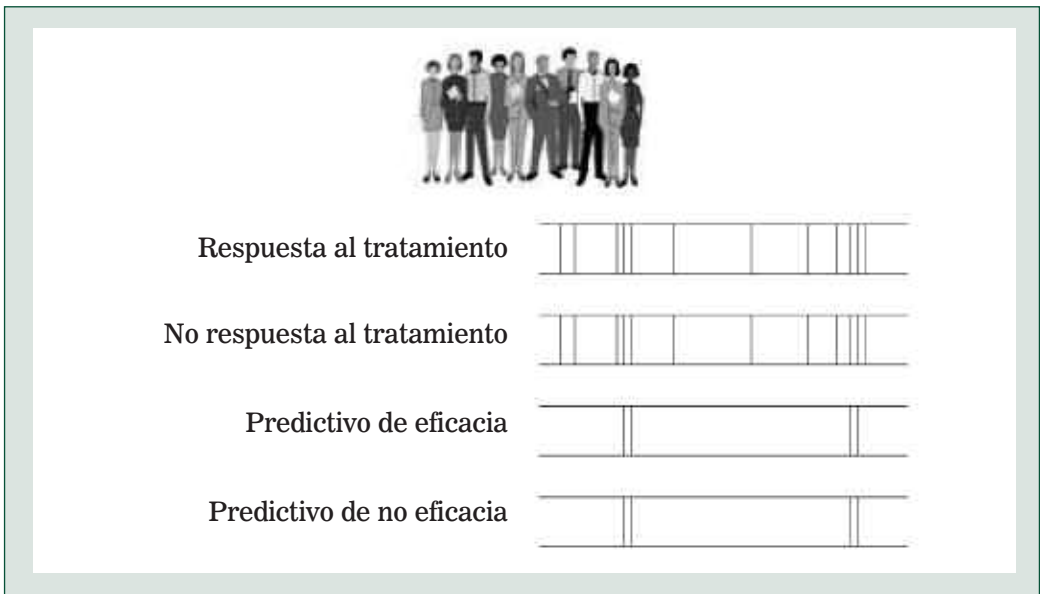 Respuesta al tratamiento
No respuesta al tratamiento
Predictivo de eficacia
Predictivo de no eficacia